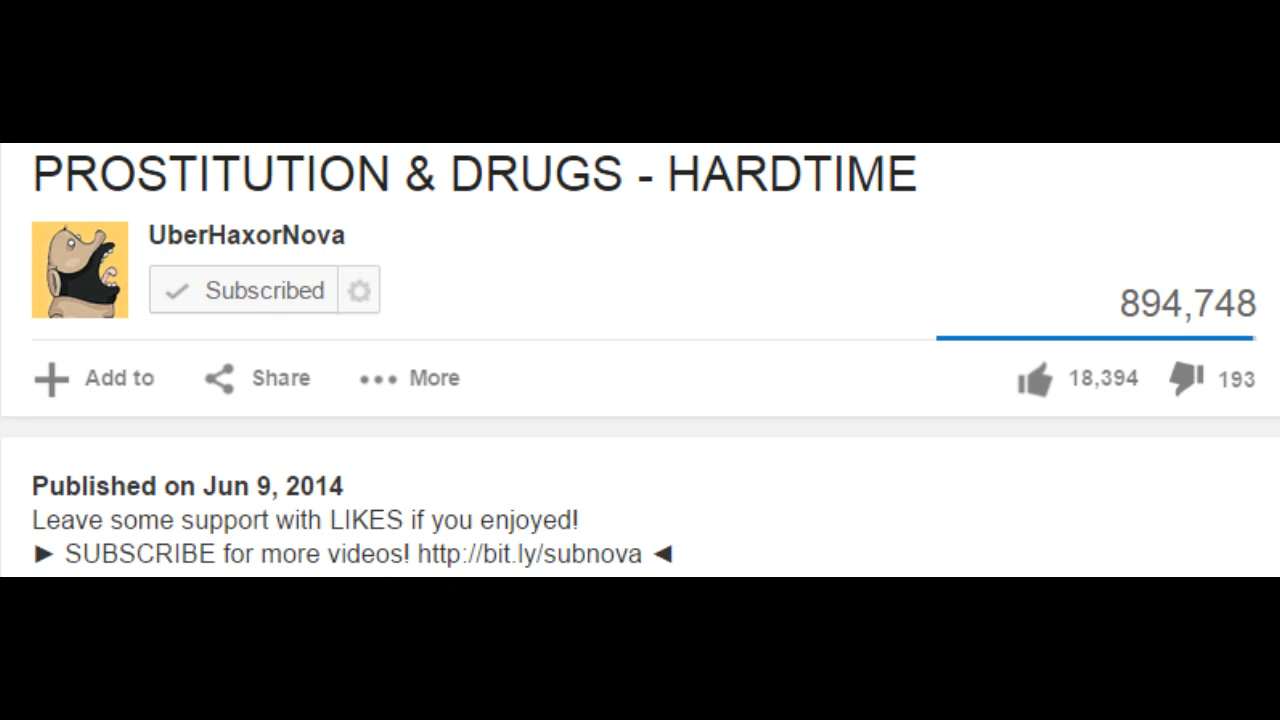 PROSTITUTION & DRUGS - HARDTIME
UberHaxorNova
Subscribed
894,748
Add to
Share
More
18,394
193
Published on Jun 9, 2014
Leave some support with LIKES if you enjoyed!
► SUBSCRIBE for more videos! http://bit.ly/subnova ◄